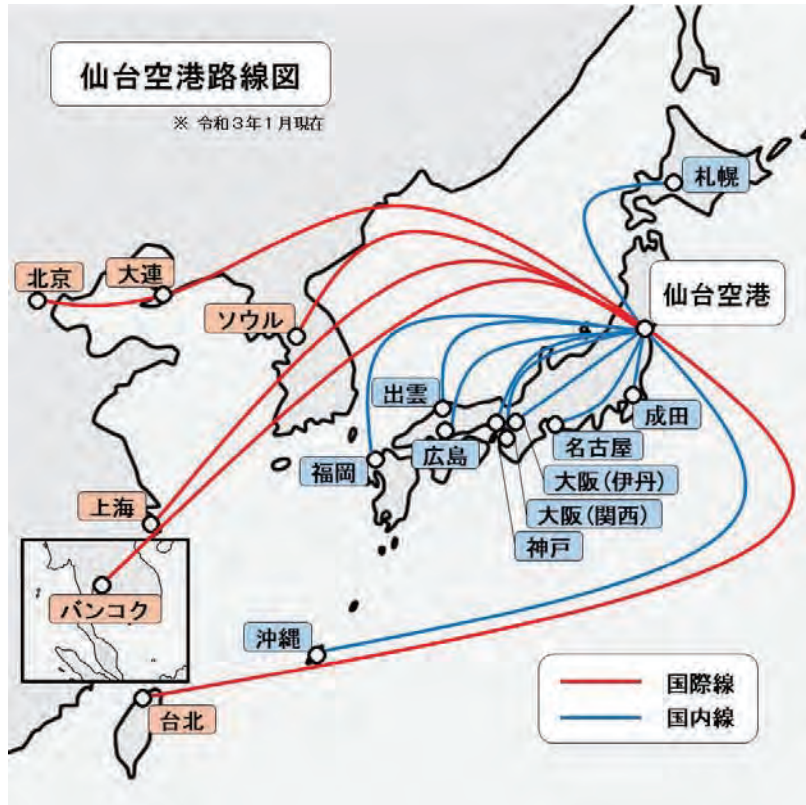 仙台空港路線図
※ 令和3年1月現在
札幌
北京
大連
仙台空港
ソウル
出雲
成田
福岡
広島
名古屋
大阪(伊丹)
上海
大阪(関西)
神戸
バンコク
沖縄
台北
国際線
国内線